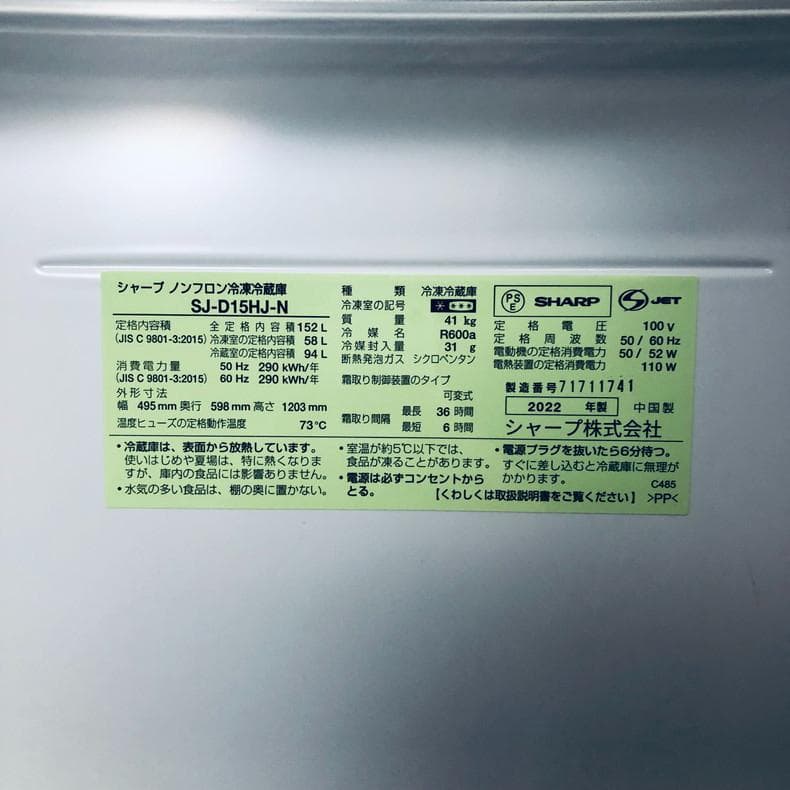 シャープ ノンフロン冷凍冷蔵庫
SJ-D15HJ-N
定格内容積 全定格内容積 152 L
(JIS C 9801-3:2015) 冷凍室の定格内容積 58 L
冷蔵室の定格内容積 94 L
消費電力量 50 Hz 290 kWh/年
(JIS C 9801-3:2015) 60 Hz 290 kWh/年
外形寸法
幅 495 mm 奥行 598 mm 高さ 1203 mm
温度ヒューズの定格動作温度 73℃
種類 冷凍冷蔵庫
冷凍室の記号
質量 41 kg
冷媒名 R600a
冷媒封入量 31 g
断熱発泡ガス シクロペンタン
霜取り制御装置のタイプ
可変式
霜取り間隔 最長 36 時間
最短 6 時間
PSE SHARP S JET
定格電圧 100 V
定格周波数 50/60 Hz
電動機の定格消費電力 50/52 W
電熱装置の定格消費電力 110 W
製造番号 71711741
2022 年製 中国製
シャープ株式会社
・冷蔵庫は、表面から放熱しています。
使いはじめや夏場は、特に熱くなりま
すが、庫内の食品には影響ありません。
・水気の多い食品は、棚の奥に置かない。
・室温が約5℃以下では、
食品が凍ることがあります。
・電源は必ずコンセントから
とる。
・電源プラグを抜いたら6分待つ。
すぐに差し込むと冷蔵庫に無理が
かかります。
C485
【くわしくは取扱説明書をご覧ください】 >PP<